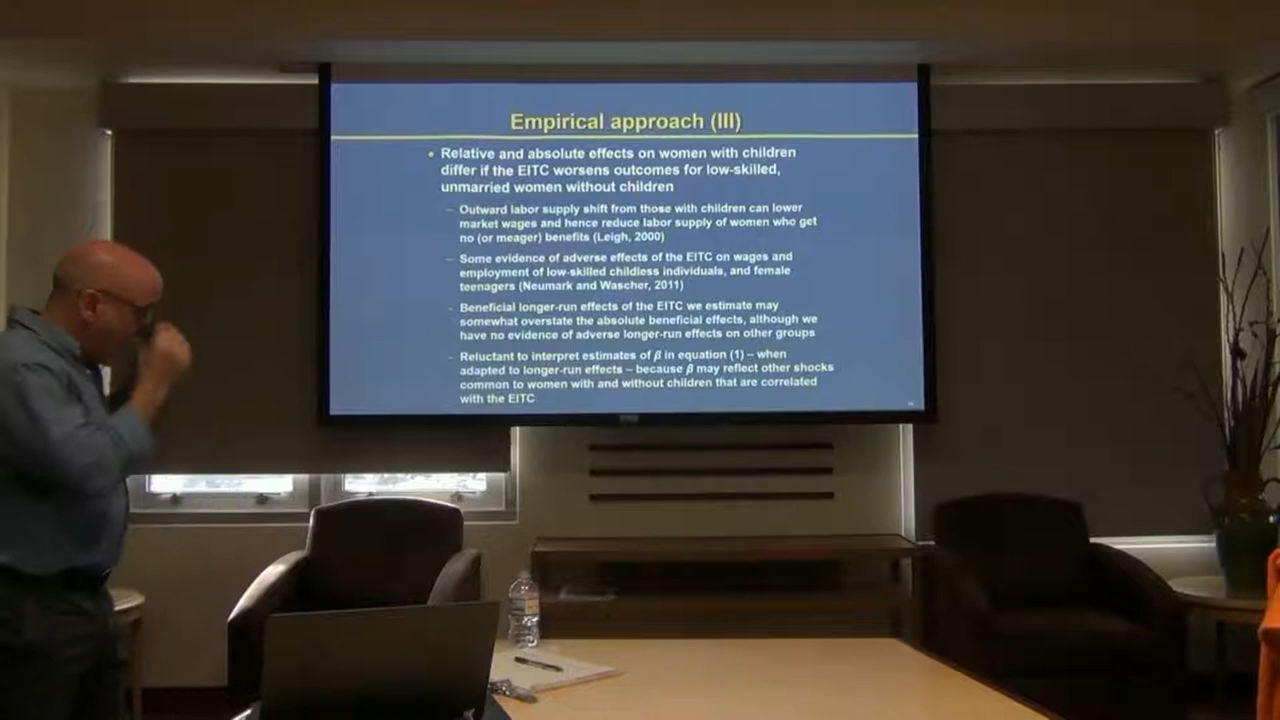 Empirical approach (III)
• Relative and absolute effects on women with children
differ if the EITC worsens outcomes for low-skilled,
unmarried women without children
– Outward labor supply shift from those with children can lower
market wages and hence reduce labor supply of women who get
no (or meager) benefits (Leigh, 2000)
– Some evidence of adverse effects of the EITC on wages and
employment of low-skilled childless individuals, and female
teenagers (Neumark and Wascher, 2011)
- Beneficial longer-run effects of the EITC we estimate may
somewhat overstate the absolute beneficial effects, although we
have no evidence of adverse longer-run effects on other groups
- Reluctant to interpret estimates of β in equation (1) – when
adapted to longer-run effects – because β may reflect other shocks
common to women with and without children that are correlated
with the EITC